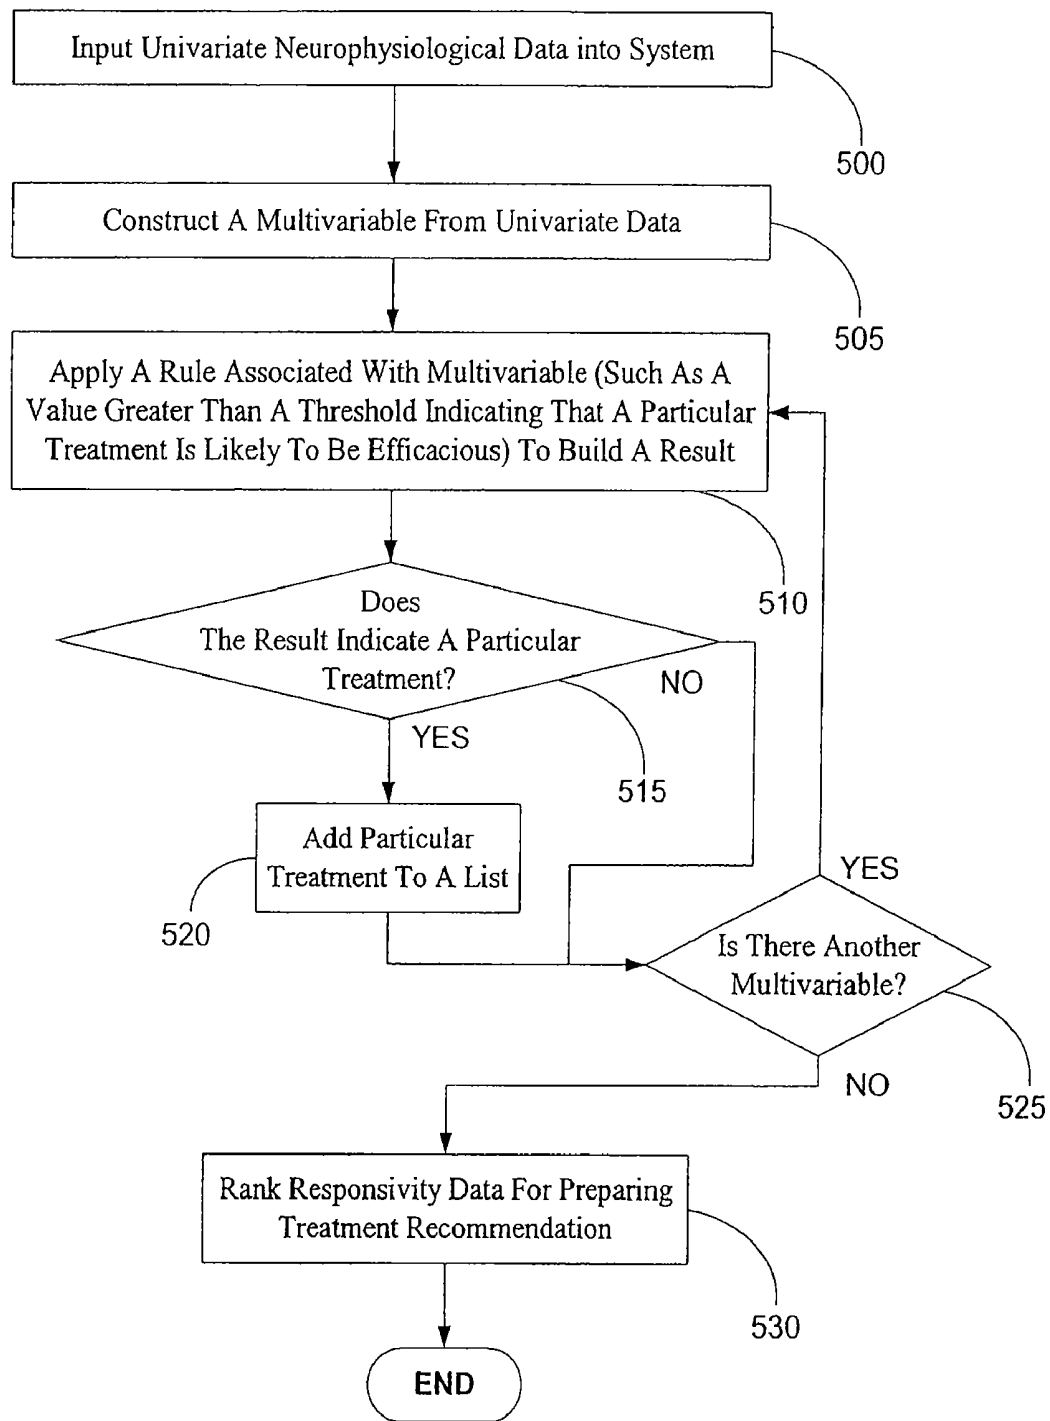 Input Univariate Neurophysiological Data into System
500
Construct A Multivariable From Univariate Data
505
Apply A Rule Associated With Multivariable (Such As A
Value Greater Than A Threshold Indicating That A Particular
Treatment Is Likely To Be Efficacious) To Build A Result
510
Does
The Result Indicate A Particular
Treatment?
NO
YES
515
Add Particular
Treatment To A List
520
YES
Is There Another
Multivariable?
NO
525
Rank Responsivity Data For Preparing
Treatment Recommendation
530
END